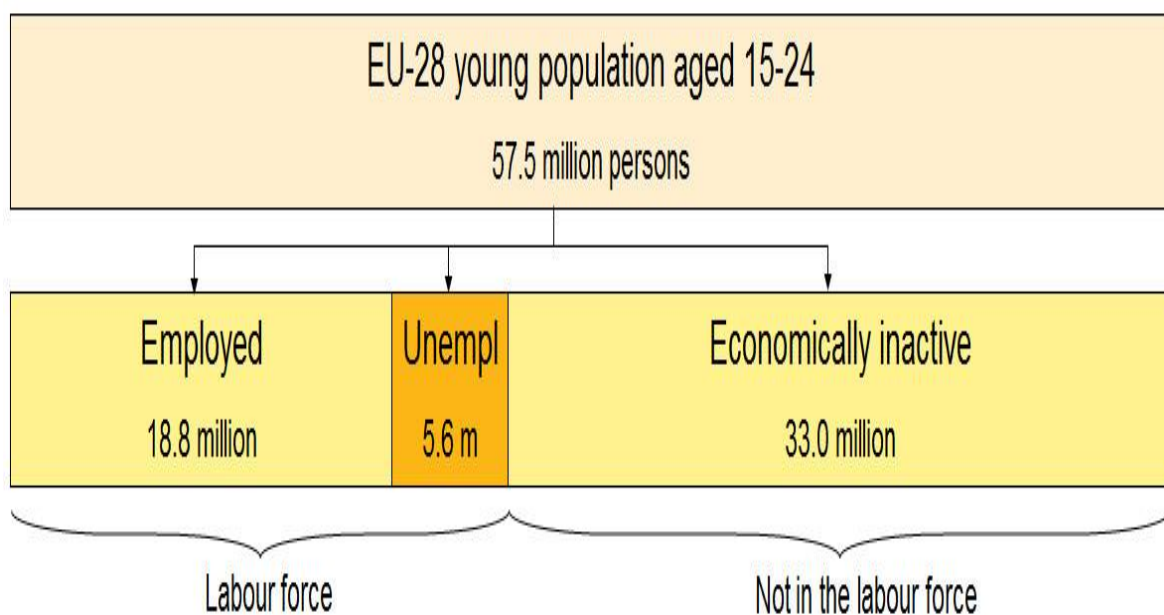 EU-28 young population aged 15-24
57.5 million persons
Employed
Unempl
Economically inactive
18.8 million
5.6 m
33.0 million
Labour force
Not in the labour force